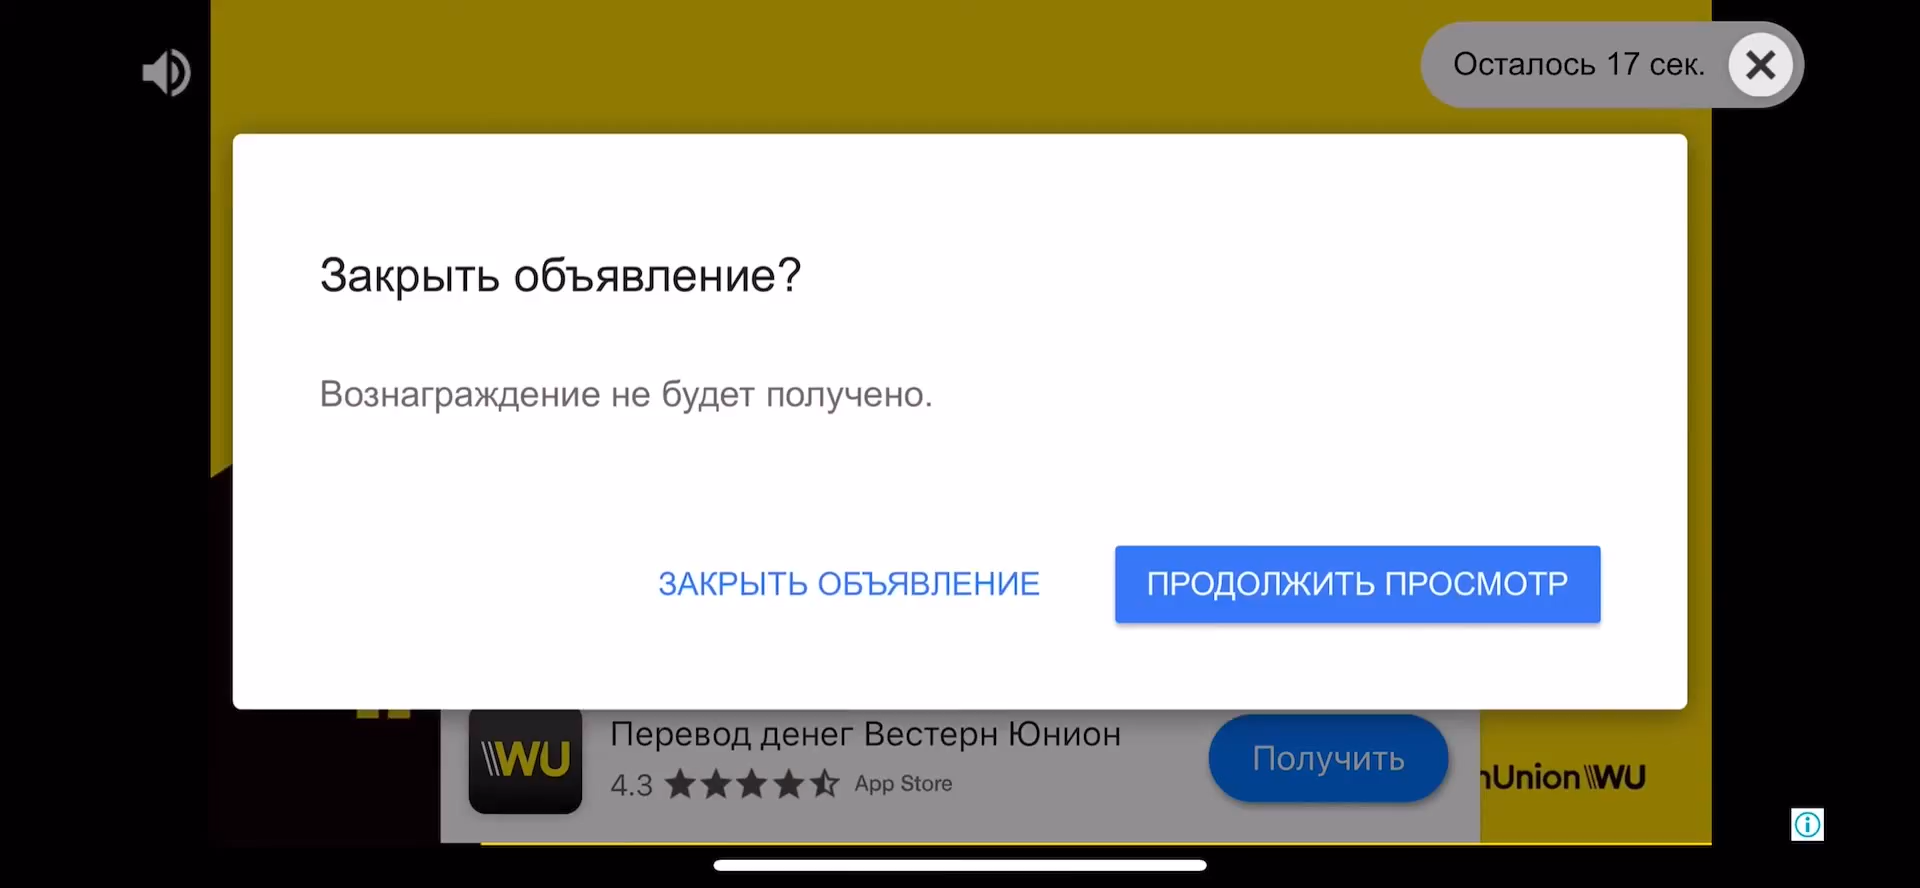 Осталось 17 сек.
Закрыть объявление?
Вознаграждение не будет получено.
ЗАКРЫТЬ ОБЪЯВЛЕНИЕ
ПРОДОЛЖИТЬ ПРОСМОТР
WU
Перевод денег Вестерн Юнион
4.3
App Store
Получить
nUnion WU